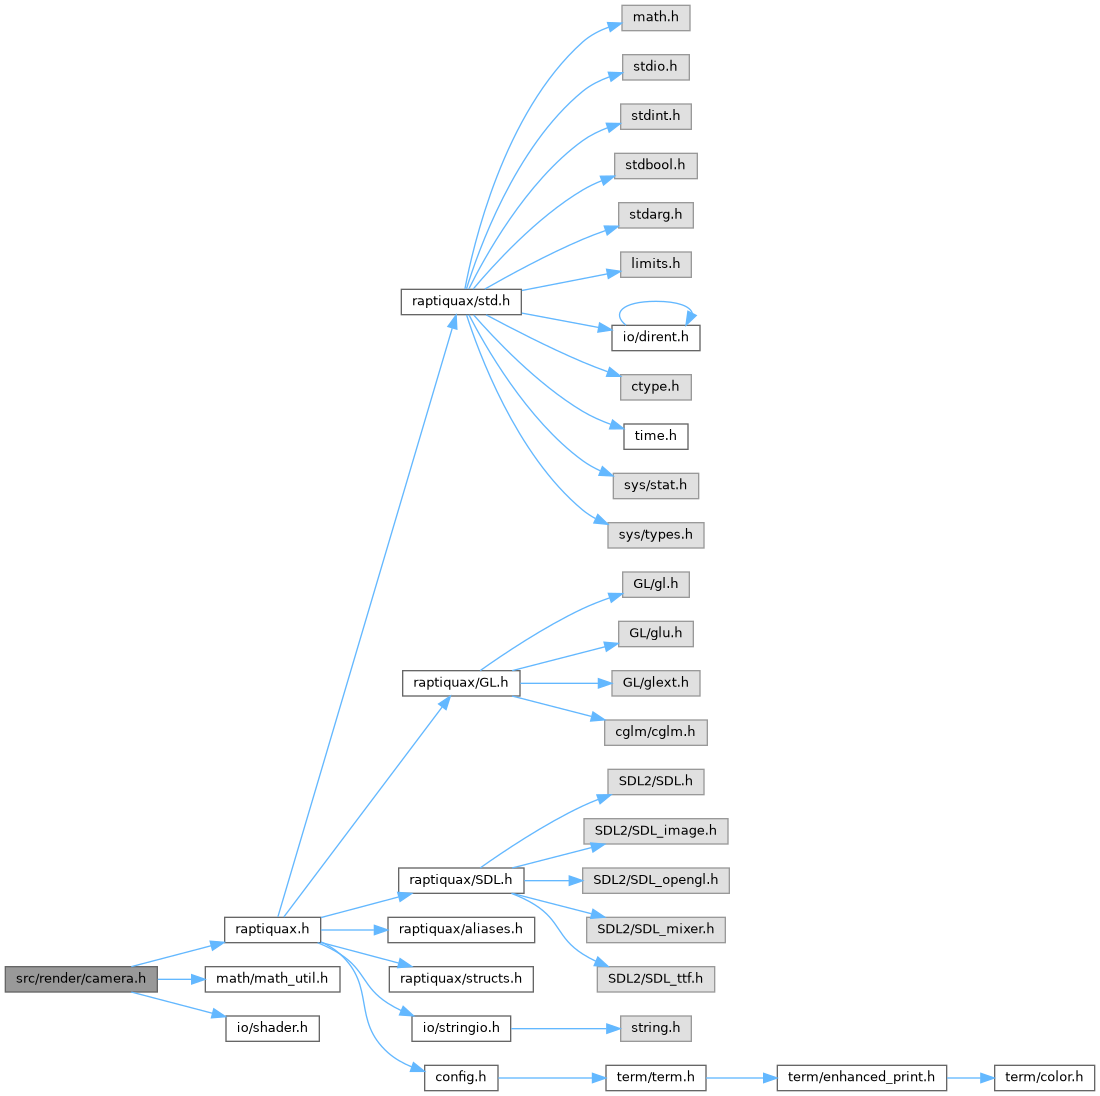 math.h
stdio.h
stdint.h
stdbool.h
stdarg.h
limits.h
raptiquax/std.h
io/dirent.h
ctype.h
time.h
sys/stat.h
sys/types.h
GL/gl.h
GL/glu.h
raptiquax/GL.h
GL/glext.h
cglm/cglm.h
SDL2/SDL.h
SDL2/SDL_image.h
raptiquax/SDL.h
SDL2/SDL_opengl.h
raptiquax.h
raptiquax/aliases.h
SDL2/SDL_mixer.h
src/render/camera.h
math/math_util.h
raptiquax/structs.h
SDL2/SDL_ttf.h
io/shader.h
io/stringio.h
string.h
config.h
term/term.h
term/enhanced_print.h
term/color.h